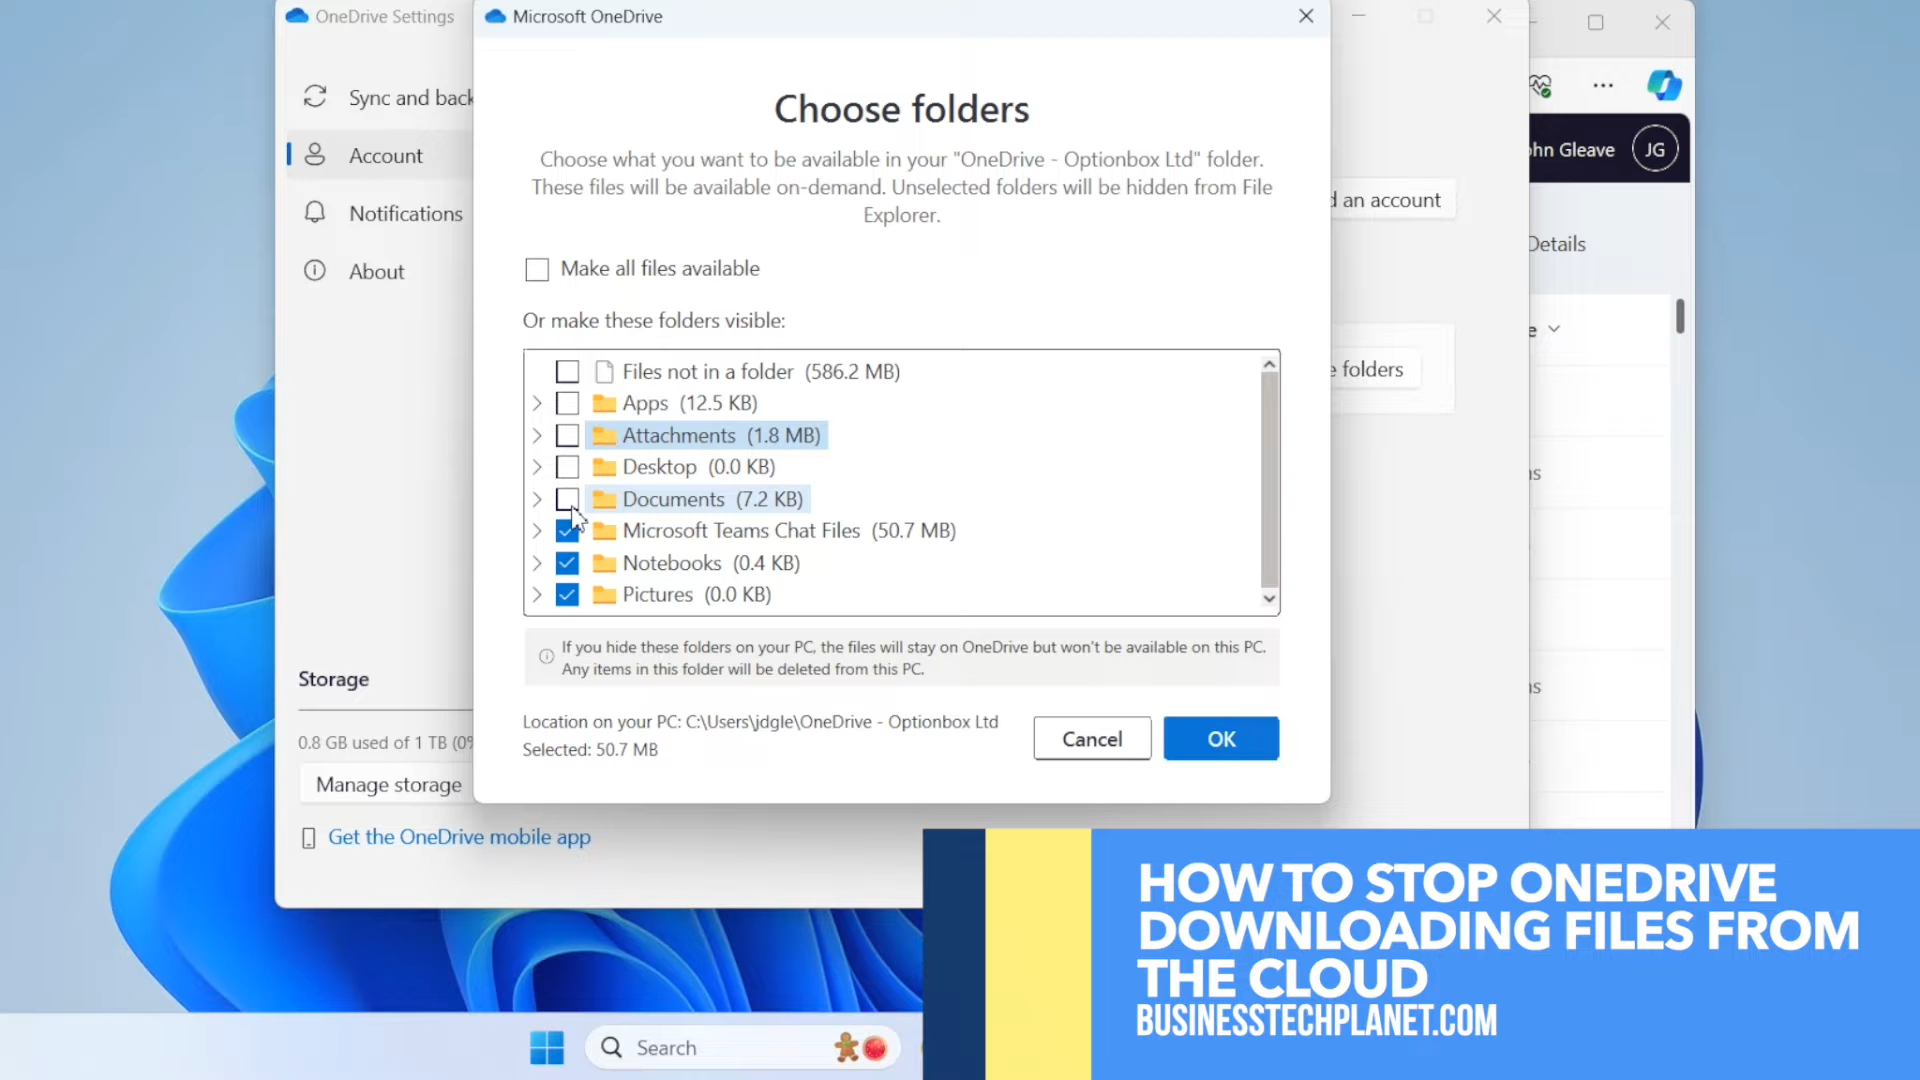 OneDrive Settings
Microsoft OneDrive
Sync and back
Account
Notifications
About
Storage
0.8 GB used of 1 TB (0%
Manage storage
Get the OneDrive mobile app
Choose folders
Choose what you want to be available in your "OneDrive - Optionbox Ltd" folder.
These files will be available on-demand. Unselected folders will be hidden from File
Explorer.
Make all files available
Or make these folders visible:
Files not in a folder (586.2 MB)
Apps (12.5 KB)
Attachments (1.8 MB)
Desktop (0.0 KB)
Documents (7.2 KB)
Microsoft Teams Chat Files (50.7 MB)
Notebooks (0.4 KB)
Pictures (0.0 KB)
If you hide these folders on your PC, the files will stay on OneDrive but won't be available on this PC.
Any items in this folder will be deleted from this PC.
Location on your PC: C:\Users\jdgle\OneDrive - Optionbox Ltd
Selected: 50.7 MB
Cancel
OK
d an account
e folders
hn Gleave
JG
Details
e
ns
ns
HOW TO STOP ONEDRIVE
DOWNLOADING FILES FROM
THE CLOUD
BUSINESSTECHPLANET.COM
Search